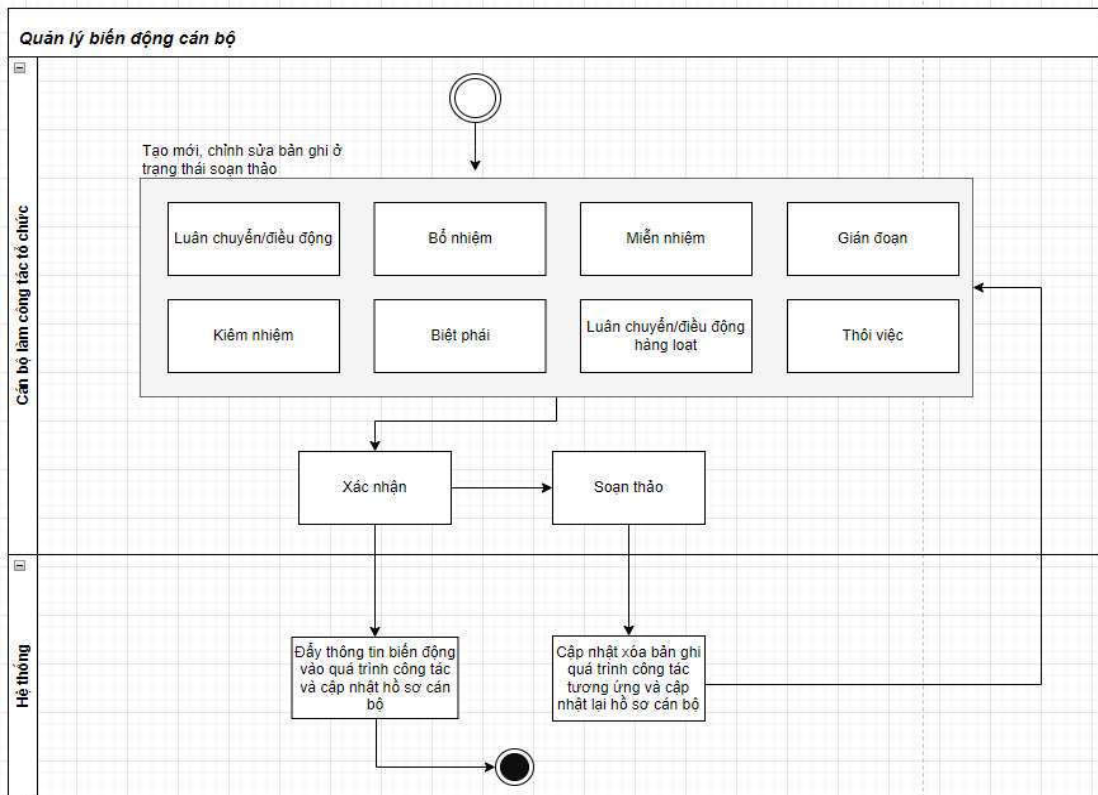 Quản lý biến động cán bộ
Cán bộ làm công tác tổ chức
Tạo mới, chỉnh sửa bản ghi ở
trạng thái soạn thảo
Luân chuyển/điều động
Bổ nhiệm
Miễn nhiệm
Gián đoạn
Kiêm nhiệm
Biệt phái
Luân chuyển/điều động
hàng loạt
Thôi việc
Xác nhận
Soạn thảo
Hệ thống
Đẩy thông tin biến động
vào quá trình công tác
và cập nhật hồ sơ cán
bộ
Cập nhật xóa bản ghi
quá trình công tác
tương ứng và cập
nhật lại hồ sơ cán bộ